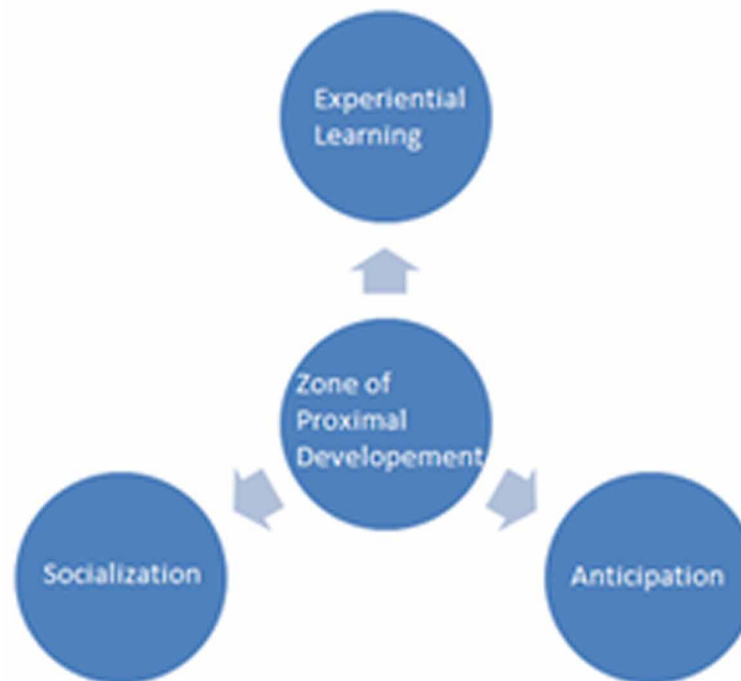 Experiential
Learning
Zone of
Proximal
Developement
Socialization
Anticipation